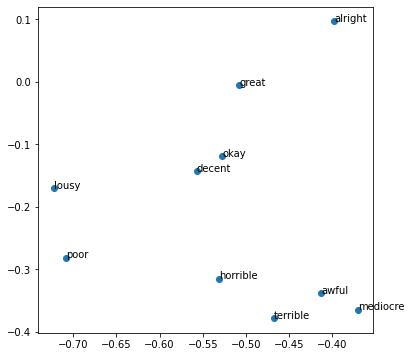 0.1
alright
0.0
great
−0.1
okay
decent
lousy
−0.2
poor
−0.3
horrible
awful
mediocre
terrible
−0.4
−0.70
−0.65
−0.60
−0.55
−0.50
−0.45
−0.40